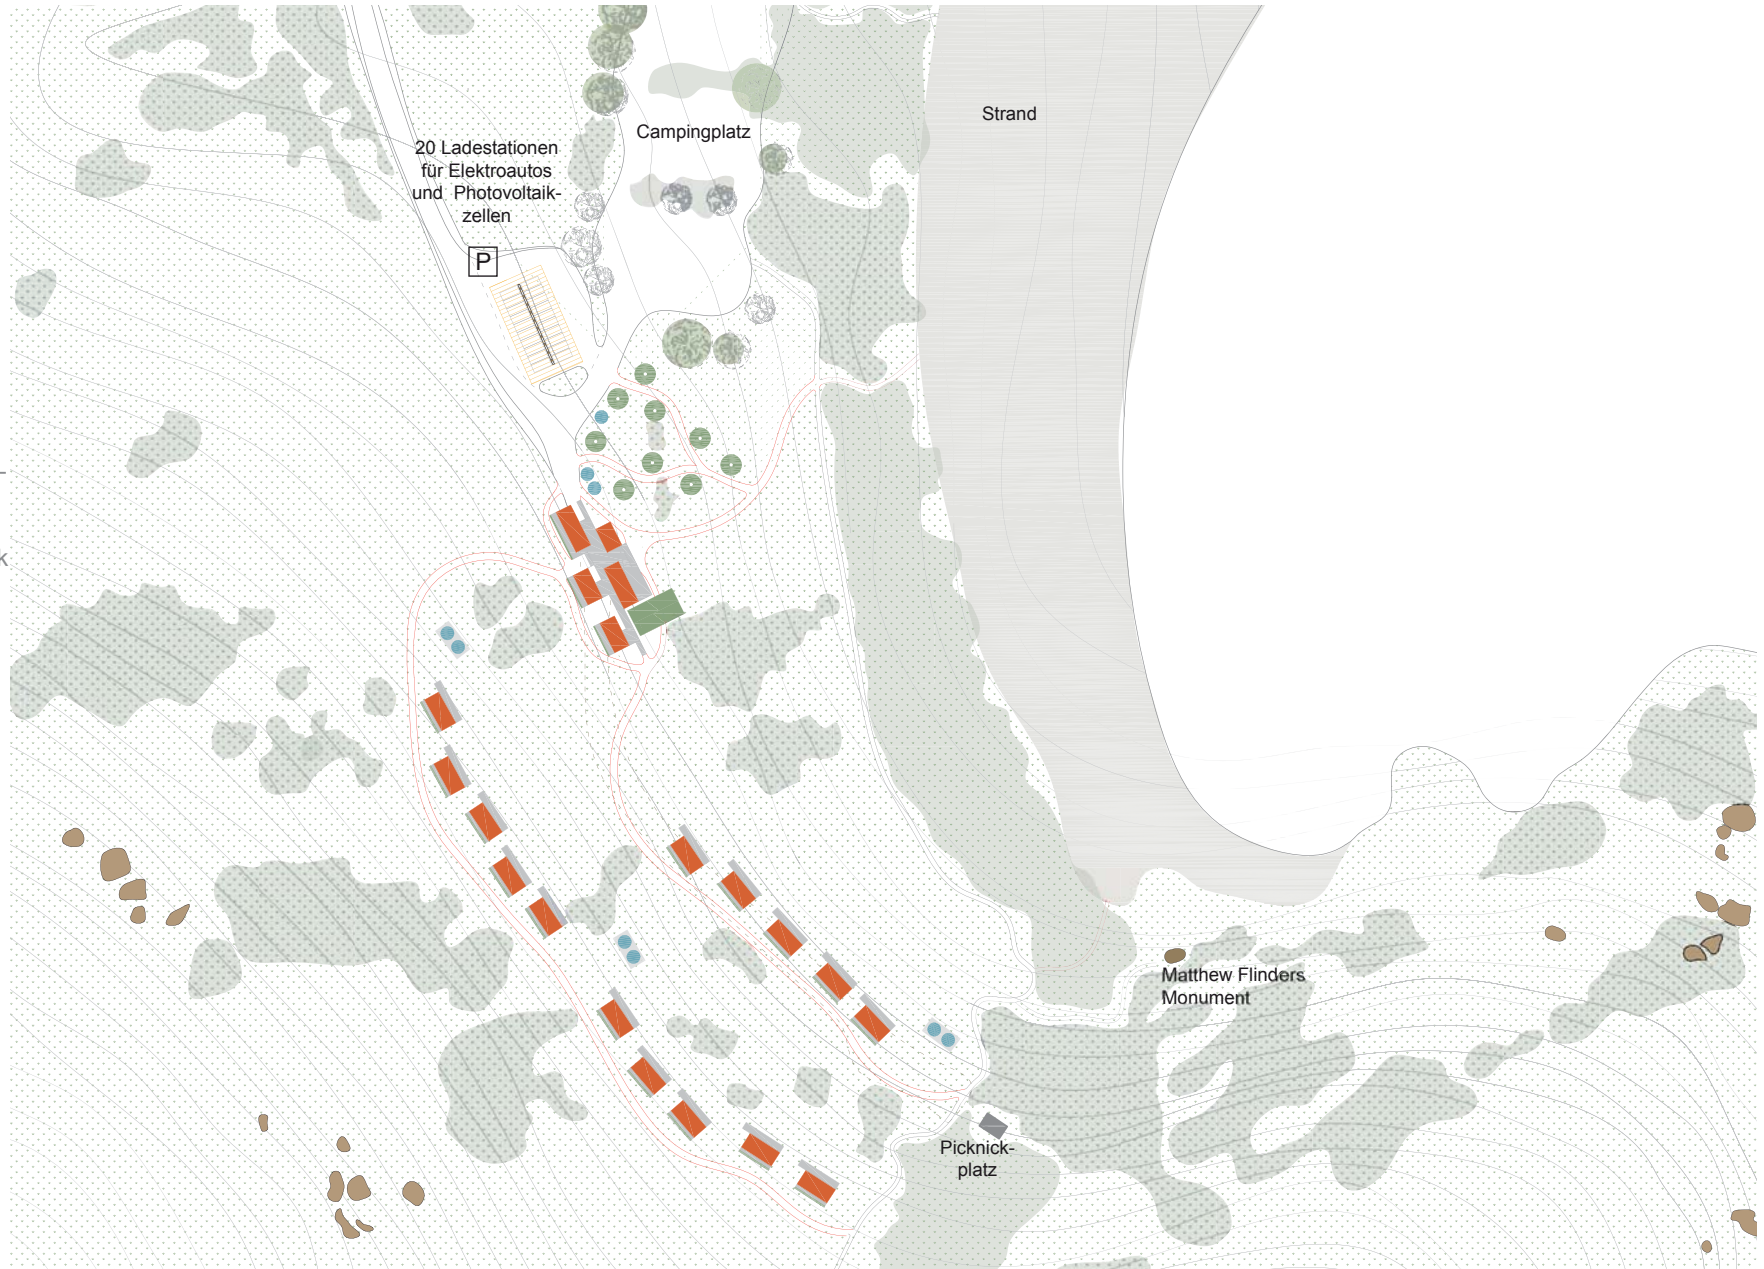 Strand
Campingplatz
20 Ladestationen
für Elektroautos
und Photovoltaik-
zellen
P
k
Matthew Flinders
Monument
Picknick-
platz